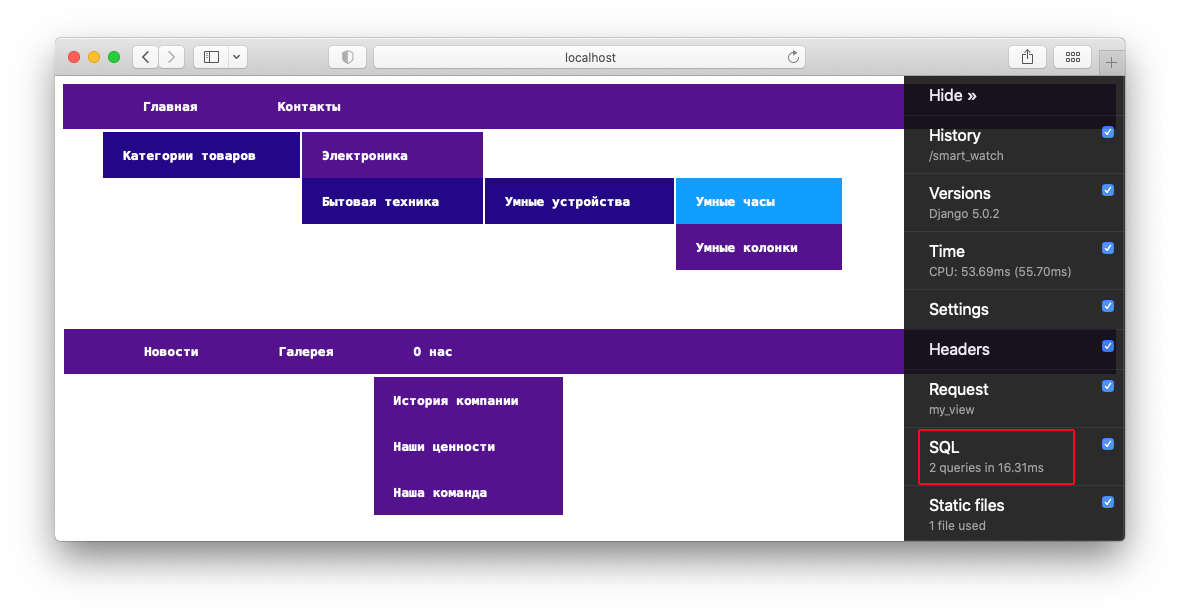 localhost
Главная
Контакты
Категории товаров
Электроника
Бытовая техника
Умные устройства
Умные часы
Умные колонки
Новости
Галерея
О нас
История компании
Наши ценности
Наша команда
Hide »
History
/smart_watch
Versions
Django 5.0.2
Time
CPU: 53.69ms (55.70ms)
Settings
Headers
Request
my_view
SQL
2 queries in 16.31ms
Static files
1 file used